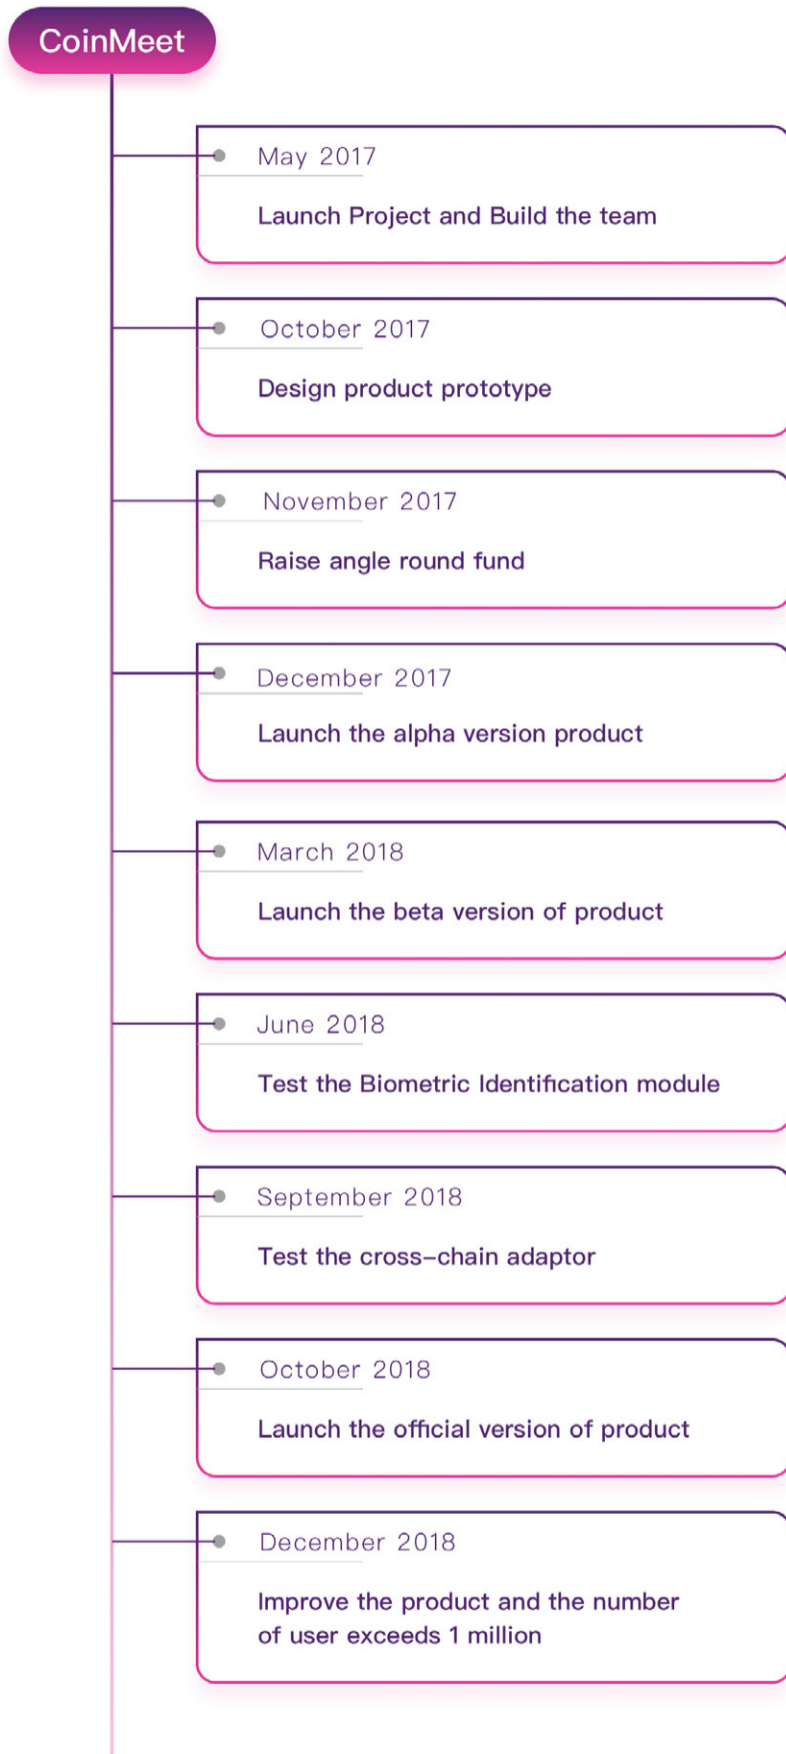 CoinMeet
May 2017
Launch Project and Build the team
October 2017
Design product prototype
November 2017
Raise angle round fund
December 2017
Launch the alpha version product
March 2018
Launch the beta version of product
June 2018
Test the Biometric Identification module
September 2018
Test the cross–chain adaptor
October 2018
Launch the official version of product
December 2018
Improve the product and the number
of user exceeds 1 million